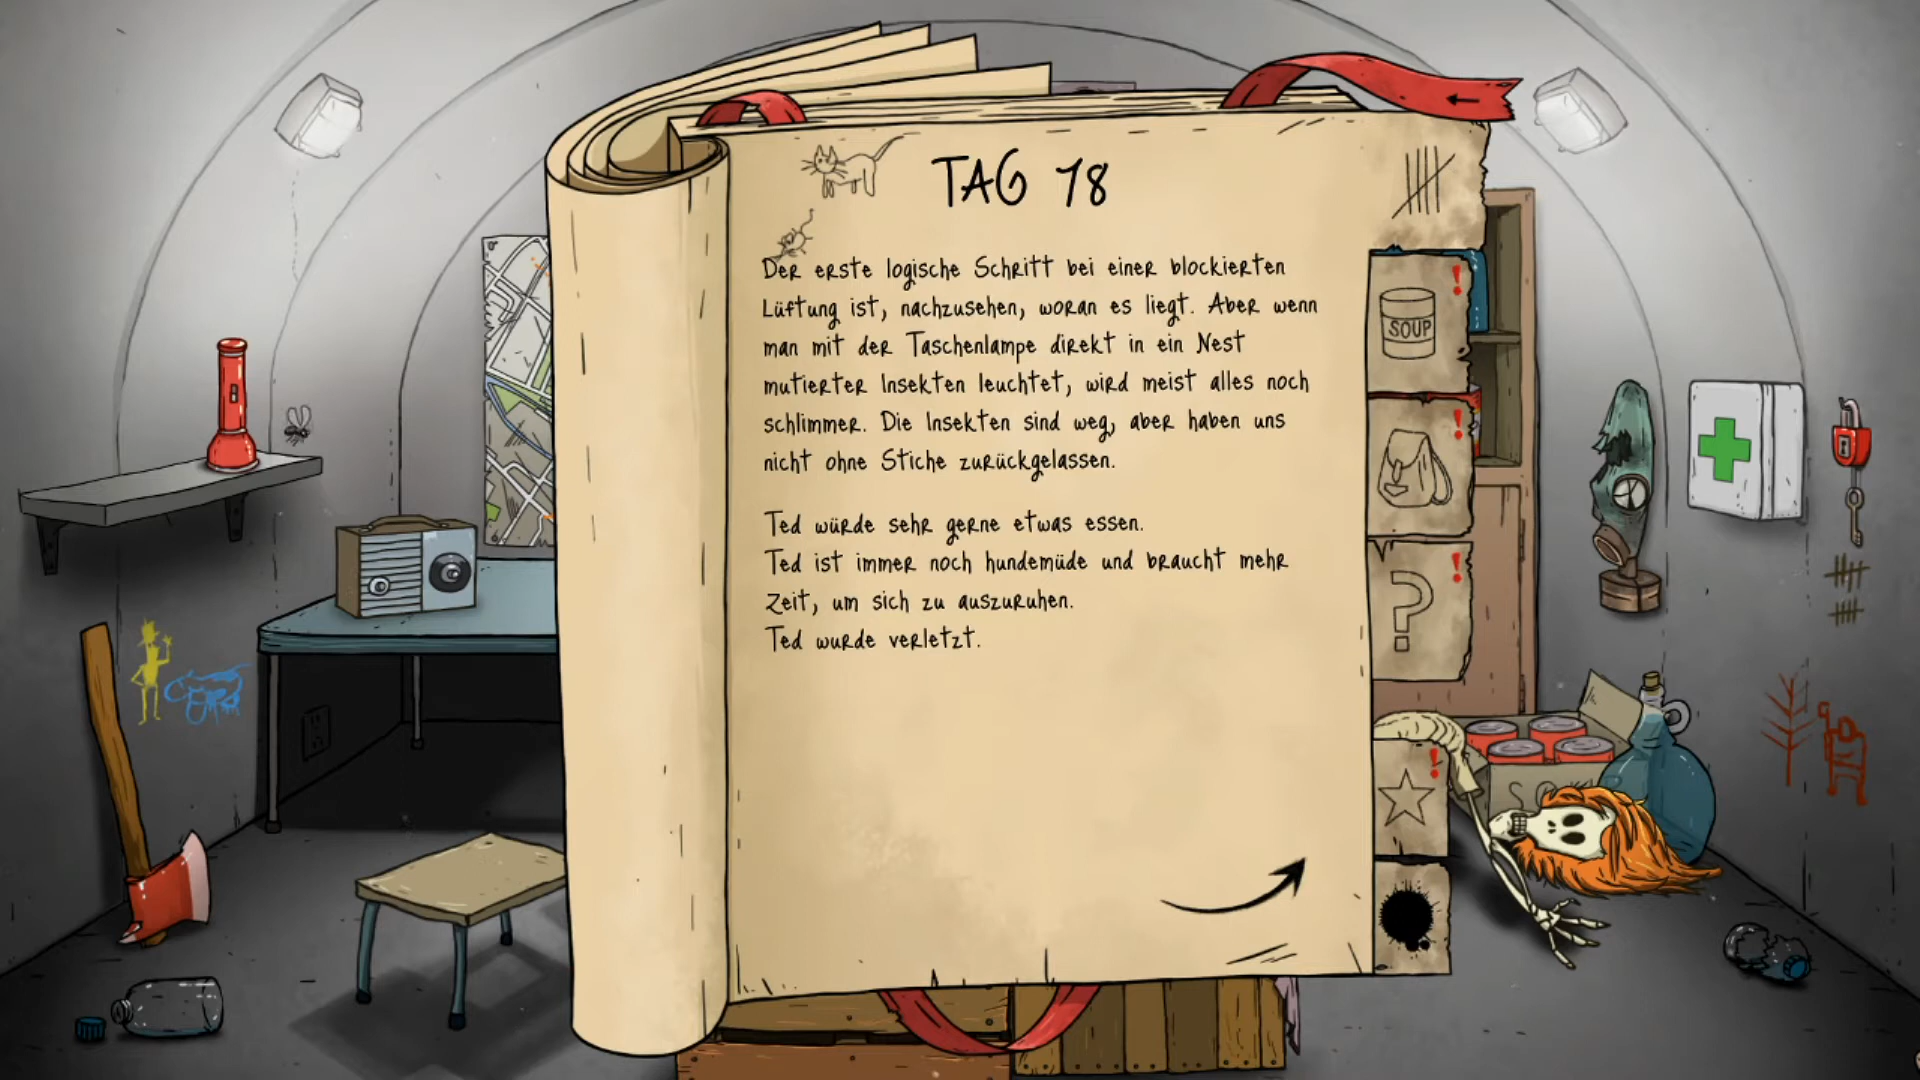 TAG 78
Der erste logische Schritt bei einer blockierten
Lüftung ist, nachzusehen, woran es liegt. Aber wenn
man mit der Taschenlampe direkt in ein Nest
mutierter Insekten leuchtet, wird meist alles noch
schlimmer. Die Insekten sind weg, aber haben uns
nicht ohne Stiche zurückgelassen.
Ted würde sehr gerne etwas essen.
Ted ist immer noch hundemüde und braucht mehr
Zeit, um sich zu auszuruhen.
Ted wurde verletzt.
!
SOUP
!
!
?
!